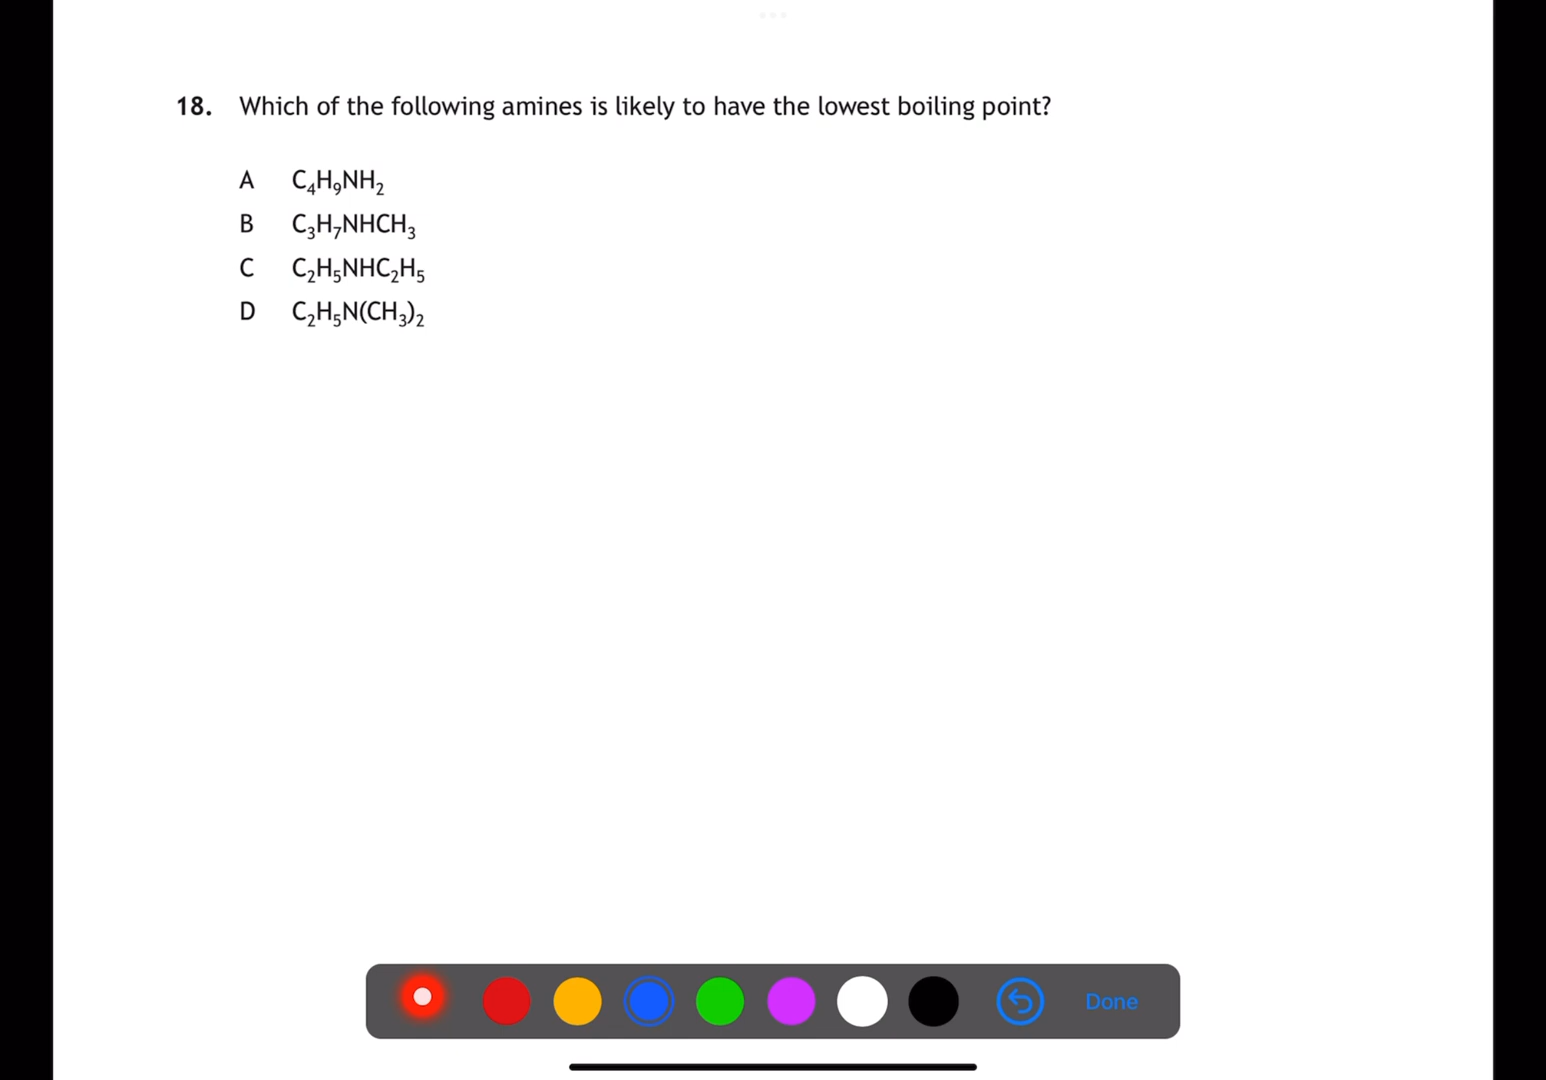 18. Which of the following amines is likely to have the lowest boiling point?
A C₄H₉NH₂
B C₃H₇NHCH₃
C C₂H₅NHC₂H₅
D C₂H₅N(CH₃)₂
Done